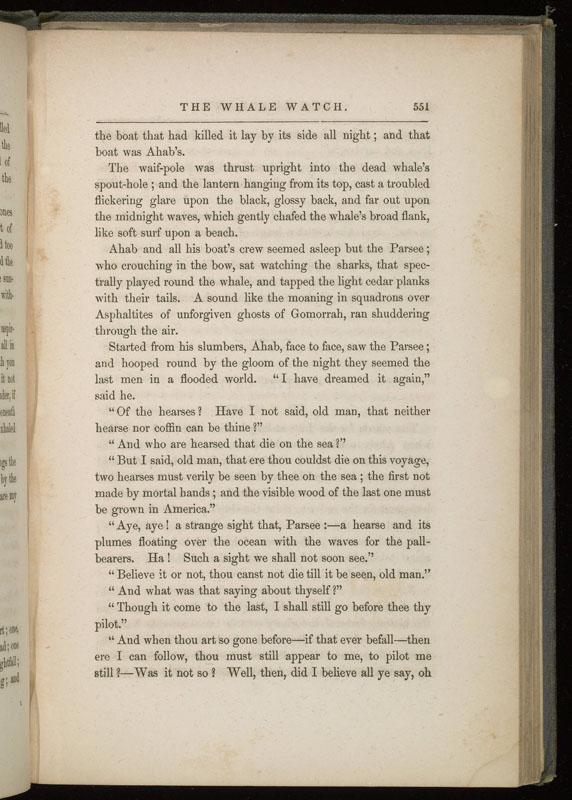 THE WHALE WATCH. 551
the boat that had killed it lay by its side all night; and that
boat was Ahab's.
The waif-pole was thrust upright into the dead whale's
spout-hole; and the lantern hanging from its top, cast a troubled
flickering glare upon the black, glossy back, and far out upon
the midnight waves, which gently chafed the whale's broad flank,
like soft surf upon a beach.
Ahab and all his boat's crew seemed asleep but the Parsee;
who crouching in the bow, sat watching the sharks, that spec-
trally played round the whale, and tapped the light cedar planks
with their tails. A sound like the moaning in squadrons over
Asphaltites of unforgiven ghosts of Gomorrah, ran shuddering
through the air.
Started from his slumbers, Ahab, face to face, saw the Parsee;
and hooped round by the gloom of the night they seemed the
last men in a flooded world. "I have dreamed it again,"
said he.
"Of the hearses? Have I not said, old man, that neither
hearse nor coffin can be thine?"
"And who are hearsed that die on the sea?"
"But I said, old man, that ere thou couldst die on this voyage,
two hearses must verily be seen by thee on the sea; the first not
made by mortal hands; and the visible wood of the last one must
be grown in America."
"Aye, aye! a strange sight that, Parsee:—a hearse and its
plumes floating over the ocean with the waves for the pall-
bearers. Ha! Such a sight we shall not soon see."
"Believe it or not, thou canst not die till it be seen, old man."
"And what was that saying about thyself?"
"Though it come to the last, I shall still go before thee thy
pilot."
"And when thou art so gone before—if that ever befall—then
ere I can follow, thou must still appear to me, to pilot me
still?—Was it not so? Well, then, did I believe all ye say, oh